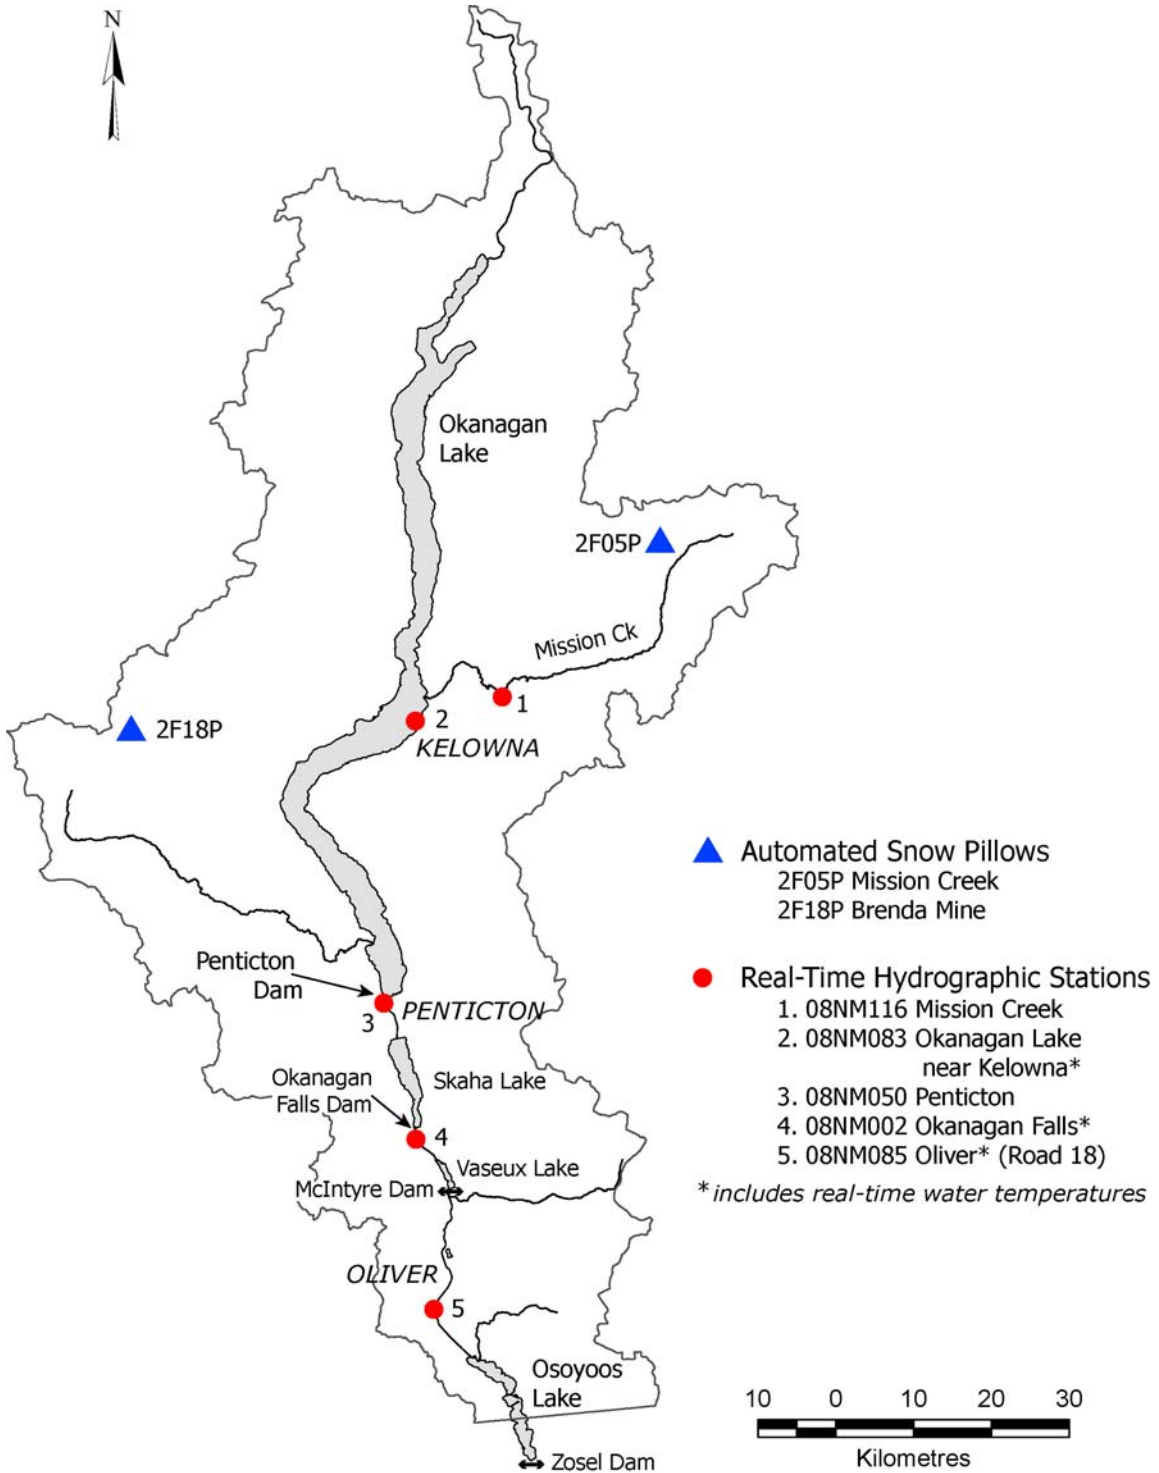 N
Okanagan
Lake
2F05P
Mission Ck
1
2F18P
2
KELOWNA
Automated Snow Pillows
2F05P Mission Creek
2F18P Brenda Mine
Penticton
Dam
3
PENTICTON
Real-Time Hydrographic Stations
1. 08NM116 Mission Creek
2. 08NM083 Okanagan Lake
near Kelowna*
3. 08NM050 Penticton
4. 08NM002 Okanagan Falls*
5. 08NM085 Oliver* (Road 18)
*includes real-time water temperatures
Okanagan
Falls Dam
Skaha Lake
4
Vaseux Lake
McIntyre Dam
OLIVER
5
Osoyoos
Lake
Zosel Dam
10 0 10 20 30
Kilometres